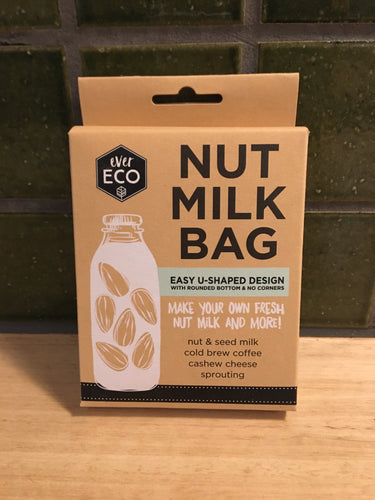 ever
ECO
NUT
MILK
BAG
EASY U-SHAPED DESIGN
WITH ROUNDED BOTTOM & NO CORNERS
MAKE YOUR OWN FRESH
NUT MILK AND MORE!
nut & seed milk
cold brew coffee
cashew cheese
sprouting